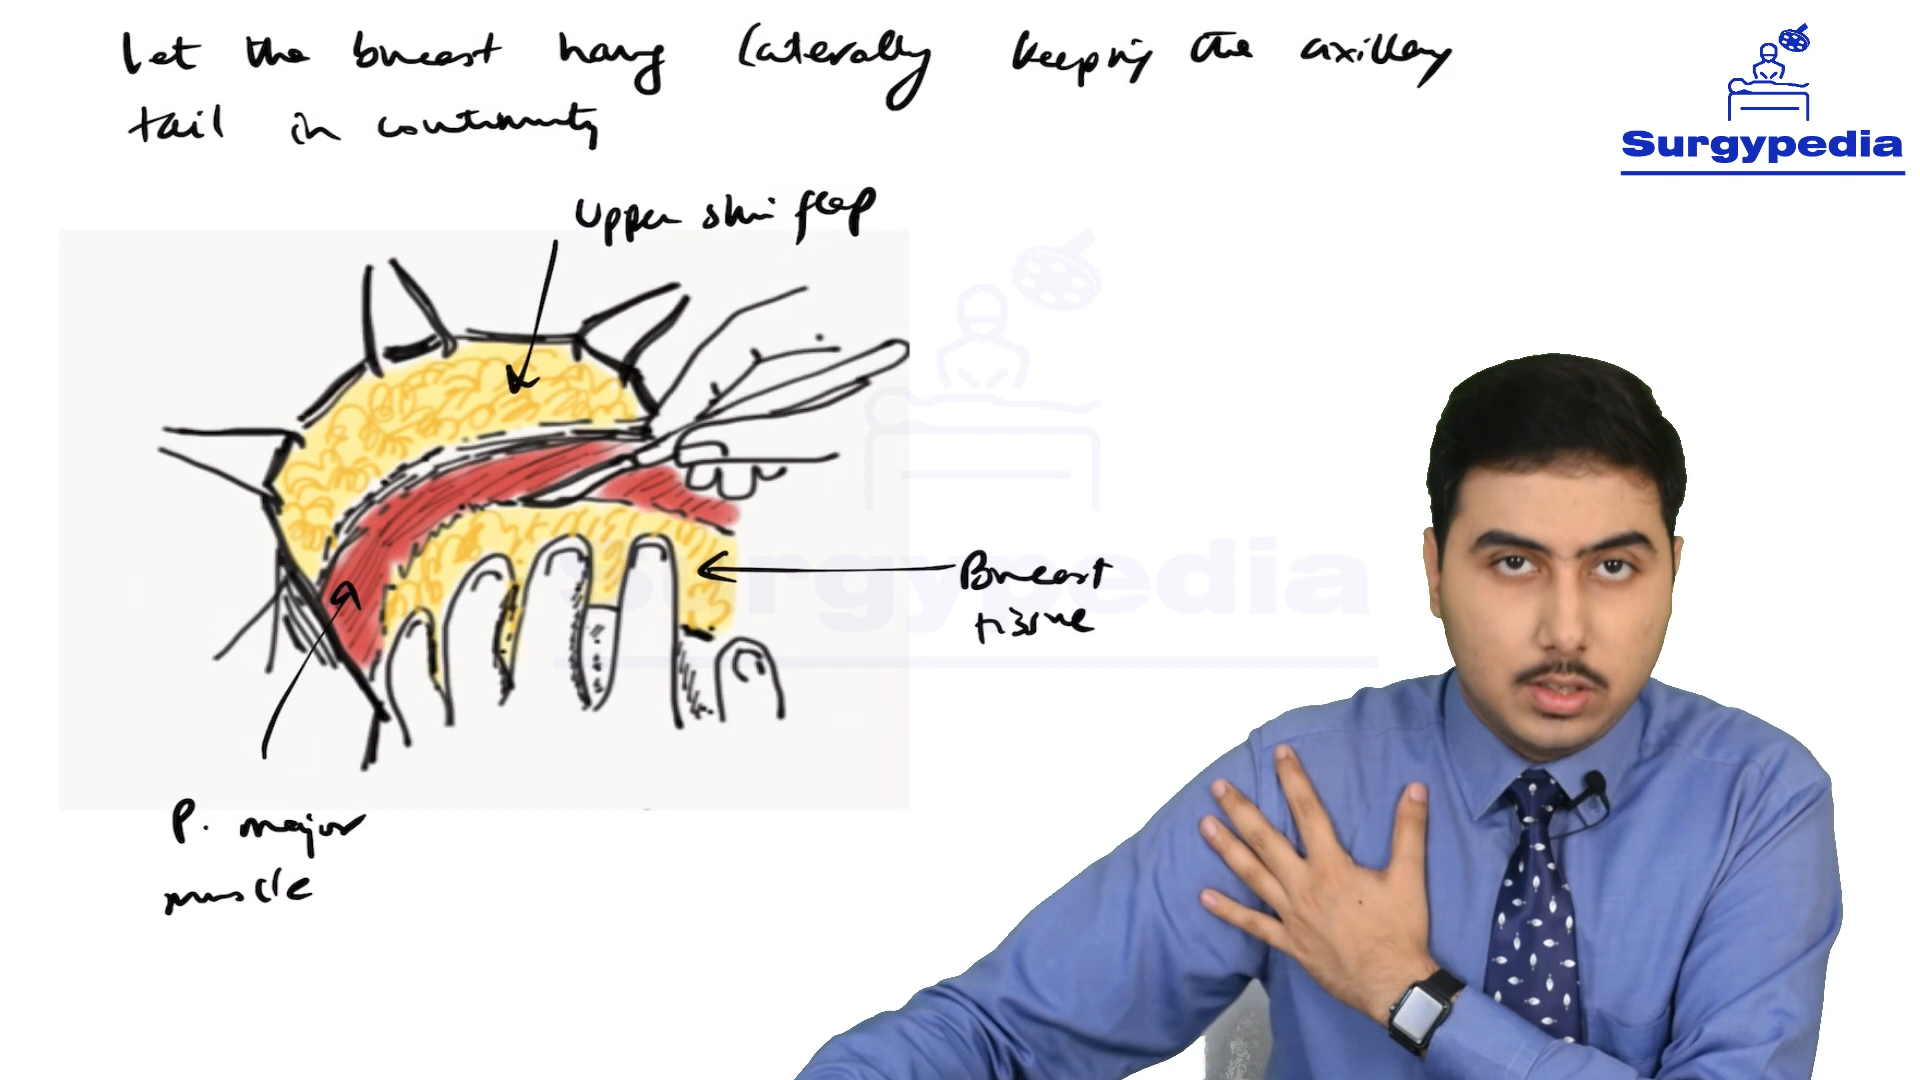 Let the breast hang laterally keeping the axillary
tail in continuity
Surgypedia
Upper skin flap
Surgypedia
Breast
tissue
P. major
muscle